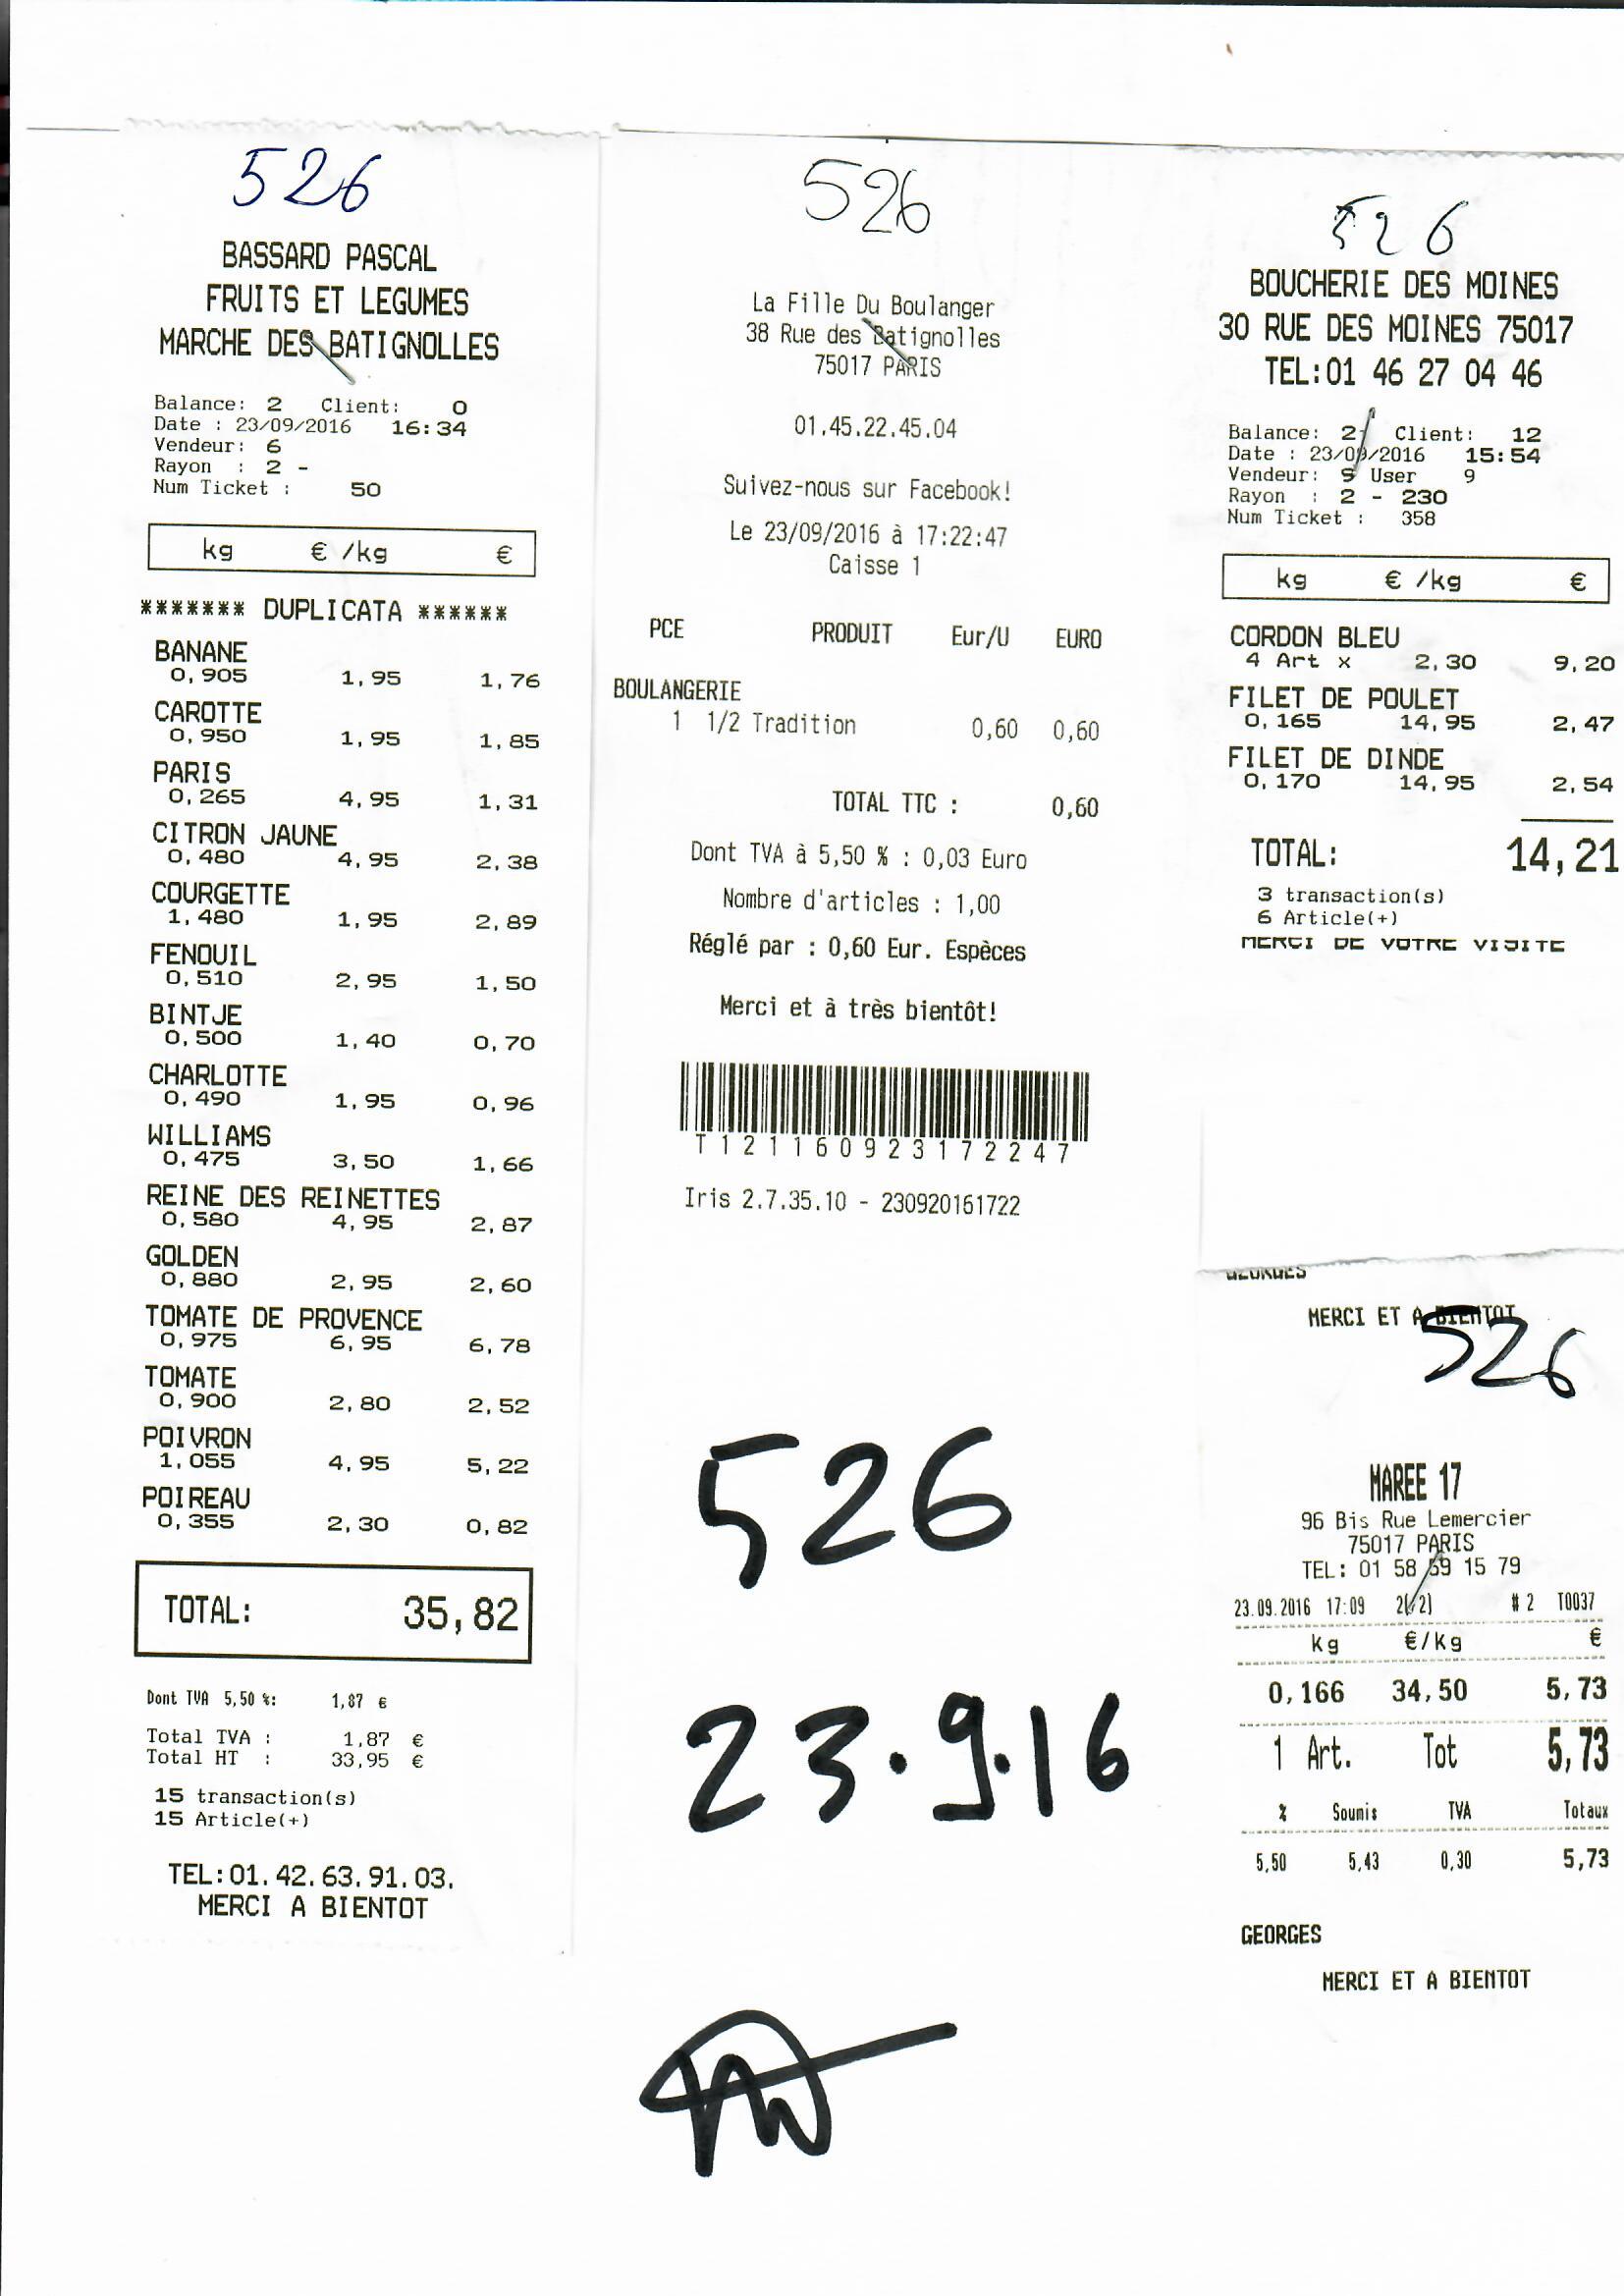 526
BASSARD PASCAL
FRUITS ET LEGUMES
MARCHE DES BATIGNOLLES
Balance: 2 Client: 0
Date : 23/09/2016 16:34
Vendeur: 6
Rayon : 2 -
Num Ticket : 50
kg € /kg €
******* DUPLICATA ******
BANANE
0,905 1,95 1,76
CAROTTE
0,950 1,95 1,85
PARIS
0,265 4,95 1,31
CITRON JAUNE
0,480 4,95 2,38
COURGETTE
1,480 1,95 2,89
FENOUIL
0,510 2,95 1,50
BINTJE
0,500 1,40 0,70
CHARLOTTE
0,490 1,95 0,96
WILLIAMS
0,475 3,50 1,66
REINE DES REINETTES
0,580 4,95 2,87
GOLDEN
0,880 2,95 2,60
TOMATE DE PROVENCE
0,975 6,95 6,78
TOMATE
0,900 2,80 2,52
POIVRON
1,055 4,95 5,22
POIREAU
0,355 2,30 0,82
TOTAL: 35,82
Dont TVA 5,50 %: 1,87 €
Total TVA : 1,87 €
Total HT : 33,95 €
15 transaction(s)
15 Article(+)
TEL:01.42.63.91.03.
MERCI A BIENTOT
526
La Fille Du Boulanger
38 Rue des Batignolles
75017 PARIS
01.45.22.45.04
Suivez-nous sur Facebook!
Le 23/09/2016 à 17:22:47
Caisse 1
PCE PRODUIT Eur/U EURO
BOULANGERIE
1 1/2 Tradition 0,60 0,60
TOTAL TTC : 0,60
Dont TVA à 5,50 % : 0,03 Euro
Nombre d'articles : 1,00
Réglé par : 0,60 Eur. Espèces
Merci et à très bientôt!
T121160923172247
Iris 2.7.35.10 - 230920161722
526
23.9.16
526
BOUCHERIE DES MOINES
30 RUE DES MOINES 75017
TEL:01 46 27 04 46
Balance: 2 Client: 12
Date : 23/09/2016 15:54
Vendeur: 9 User 9
Rayon : 2 - 230
Num Ticket : 358
kg € /kg €
CORDON BLEU
4 Art x 2,30 9,20
FILET DE POULET
0,165 14,95 2,47
FILET DE DINDE
0,170 14,95 2,54
TOTAL: 14,21
3 transaction(s)
6 Article(+)
MERCI DE VOTRE VISITE
GEORGES
MERCI ET A BIENTOT
526
MAREE 17
96 Bis Rue Lemercier
75017 PARIS
TEL: 01 58 59 15 79
23.09.2016 17:09 2(/2) #2 T0037
kg €/kg €
0,166 34,50 5,73
1 Art. Tot 5,73
% Soumis TVA Totaux
5,50 5,43 0,30 5,73
GEORGES
MERCI ET A BIENTOT